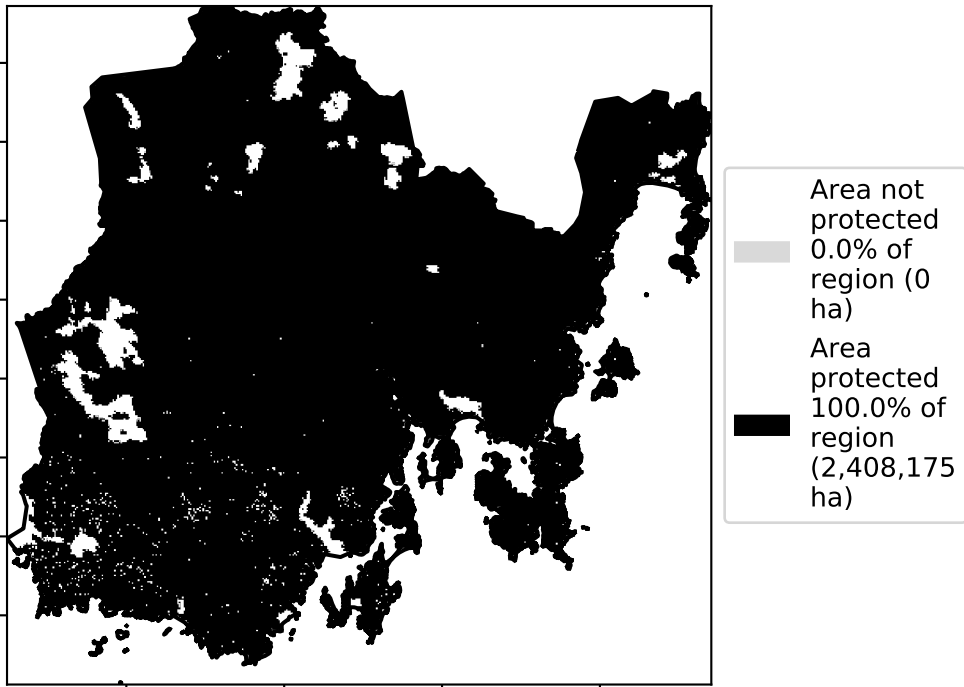 Area not
protected
0.0% of
region (0
ha)
Area
protected
100.0% of
region
(2,408,175
ha)